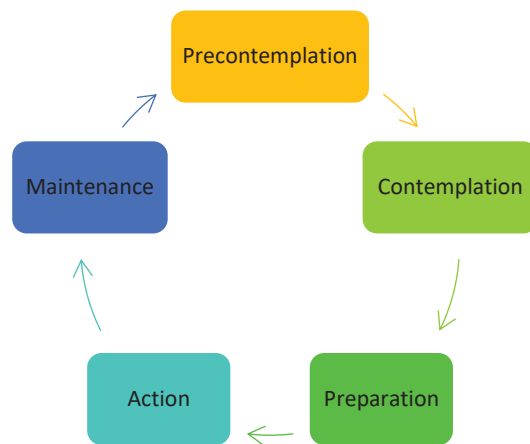 Precontemplation
Contemplation
Preparation
Action
Maintenance